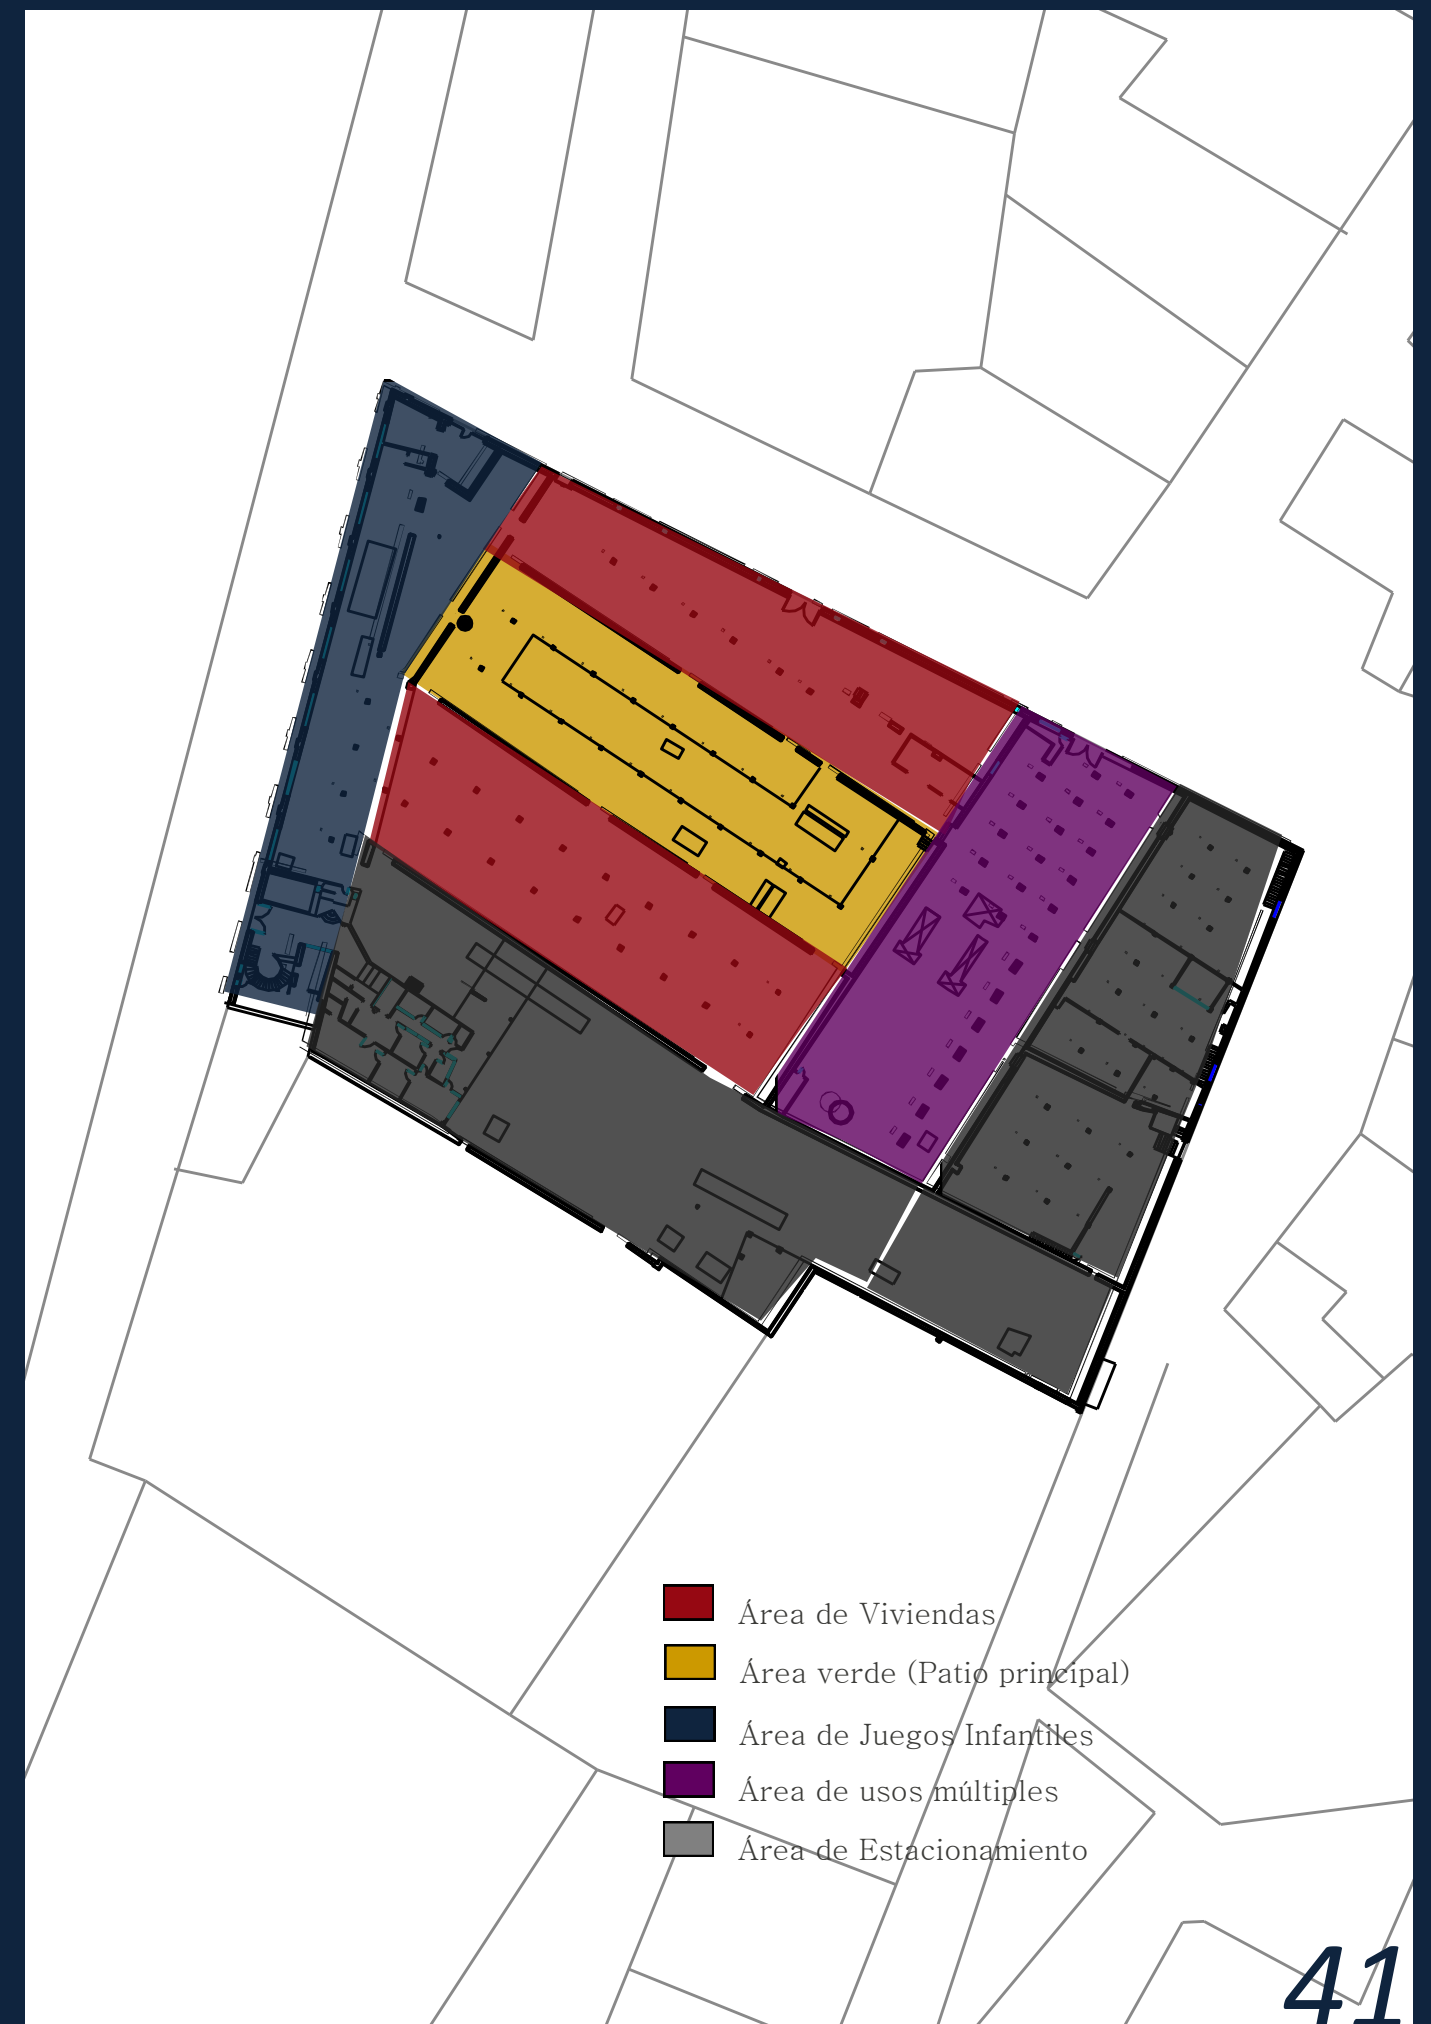 Área de Viviendas
Área verde (Patio principal)
Área de Juegos Infantiles
Área de usos múltiples
Área de Estacionamiento
41